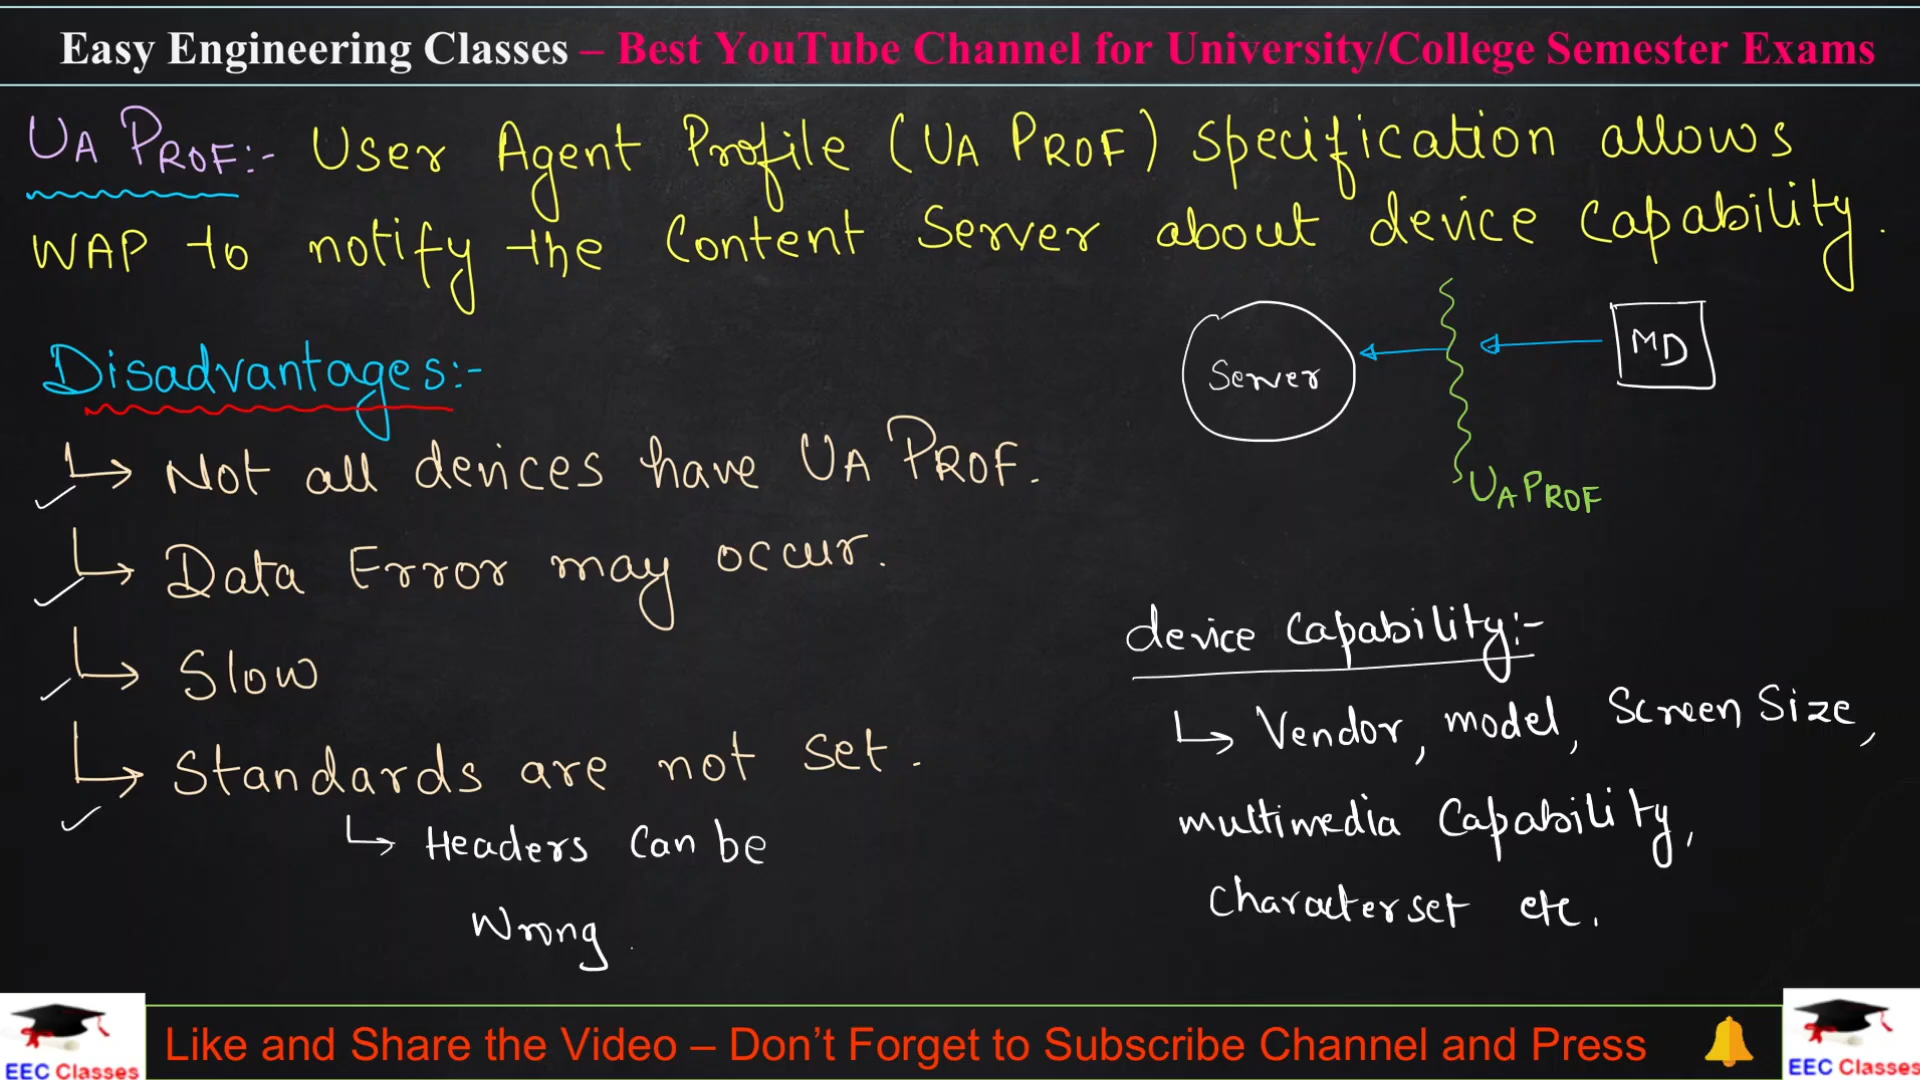 Easy Engineering Classes – Best YouTube Channel for University/College Semester Exams
UA PROF:- User Agent Profile (UA PROF) specification allows
WAP to notify the Content Server about device capability.
Server
MD
UAPROF
Disadvantages:-
Not all devices have UA PROF.
Data Error may occur.
Slow
Standards are not set.
Headers can be
Wrong.
device capability:-
Vendor, model, Screen Size,
multimedia Capability,
character set etc.
Like and Share the Video – Don't Forget to Subscribe Channel and Press
EEC Classes
EEC Classes